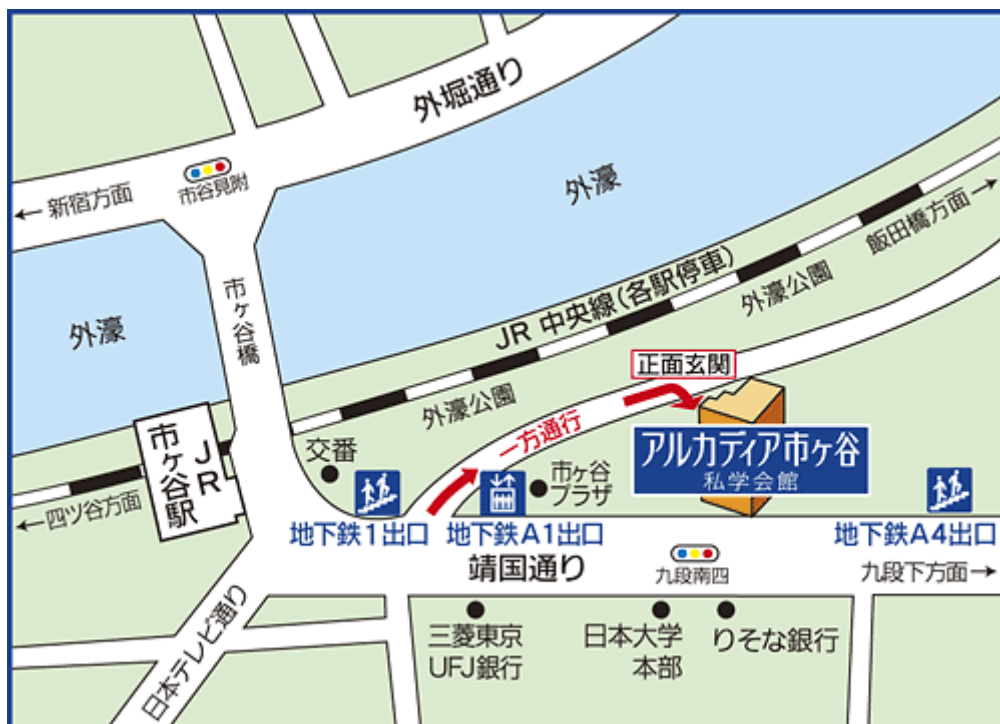 外堀通り
市谷見附
← 新宿方面
外濠
飯田橋方面 →
市ヶ谷橋
外濠
JR 中央線(各駅停車)
外濠公園
正面玄関
外濠公園
一方通行
アルカディア市ヶ谷
私学会館
JR
市ヶ谷駅
交番
市ヶ谷
プラザ
← 四ツ谷方面
地下鉄1出口
地下鉄A1出口
地下鉄A4出口
靖国通り
九段南四
九段下方面 →
日本テレビ通り
三菱東京
UFJ銀行
日本大学
本部
りそな銀行